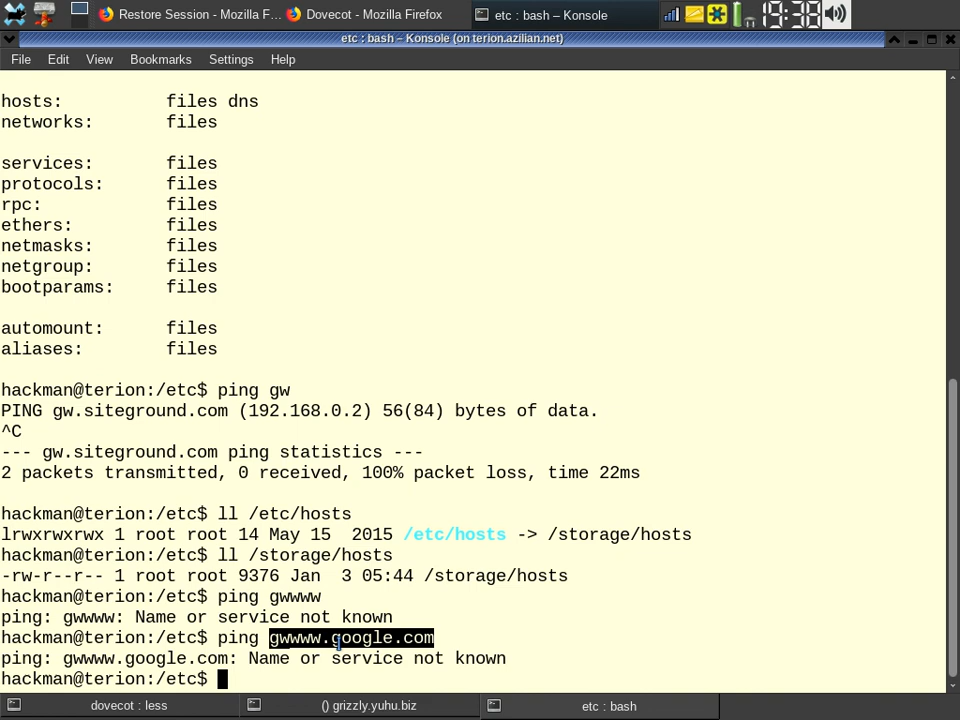 Restore Session - Mozilla F... Dovecot - Mozilla Firefox etc : bash – Konsole 19:38
etc : bash – Konsole (on terion.azilian.net)
File Edit View Bookmarks Settings Help
hosts: files dns
networks: files
services: files
protocols: files
rpc: files
ethers: files
netmasks: files
netgroup: files
bootparams: files
automount: files
aliases: files
hackman@terion:/etc$ ping gw
PING gw.siteground.com (192.168.0.2) 56(84) bytes of data.
^C
--- gw.siteground.com ping statistics ---
2 packets transmitted, 0 received, 100% packet loss, time 22ms
hackman@terion:/etc$ ll /etc/hosts
lrwxrwxrwx 1 root root 14 May 15  2015 /etc/hosts -> /storage/hosts
hackman@terion:/etc$ ll /storage/hosts
-rw-r--r-- 1 root root 9376 Jan  3 05:44 /storage/hosts
hackman@terion:/etc$ ping gwwww
ping: gwwww: Name or service not known
hackman@terion:/etc$ ping gwwww.google.com
ping: gwwww.google.com: Name or service not known
hackman@terion:/etc$
dovecot : less () grizzly.yuhu.biz etc : bash